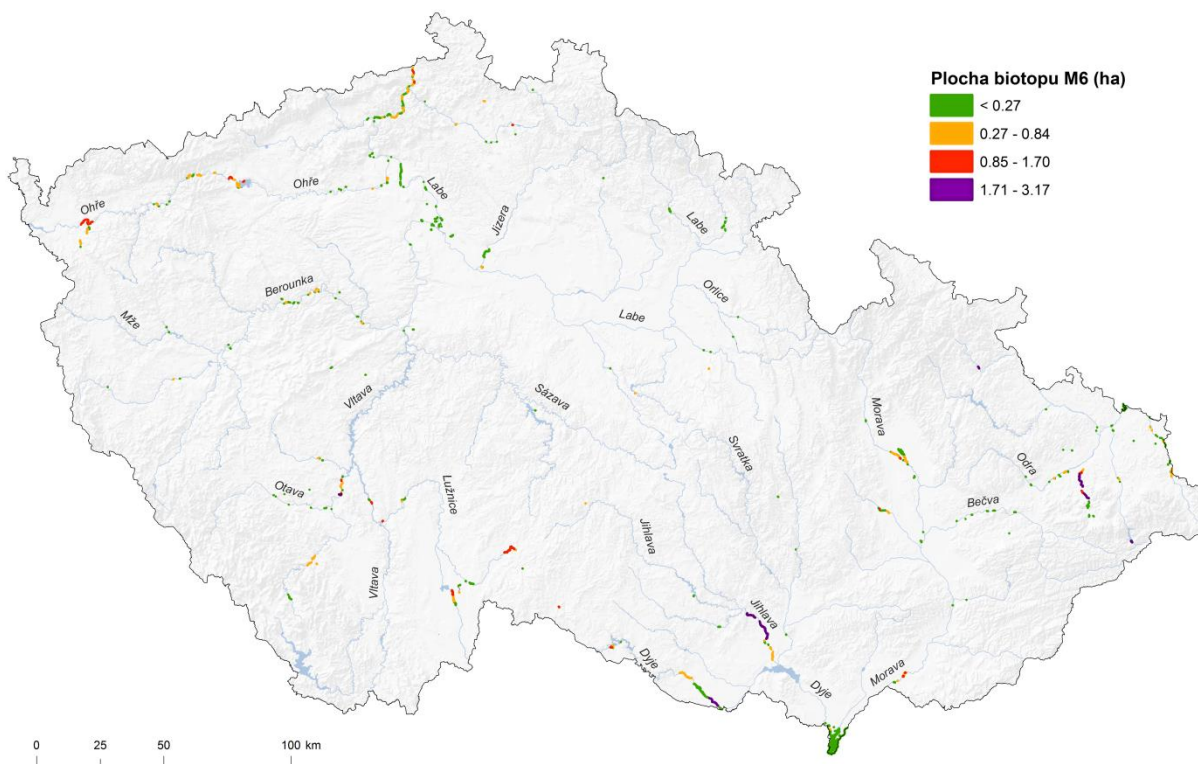 Plocha biotopu M6 (ha)
< 0.27
0.27 - 0.84
0.85 - 1.70
1.71 - 3.17
Ohře
Ohře
Labe
Jizera
Labe
Berounka
Orlice
Mže
Labe
Vltava
Sázava
Morava
Svratka
Odra
Otava
Lužnice
Bečva
Jihlava
Vltava
Jihlava
Dyje
Dyje
Morava
0 25 50 100 km